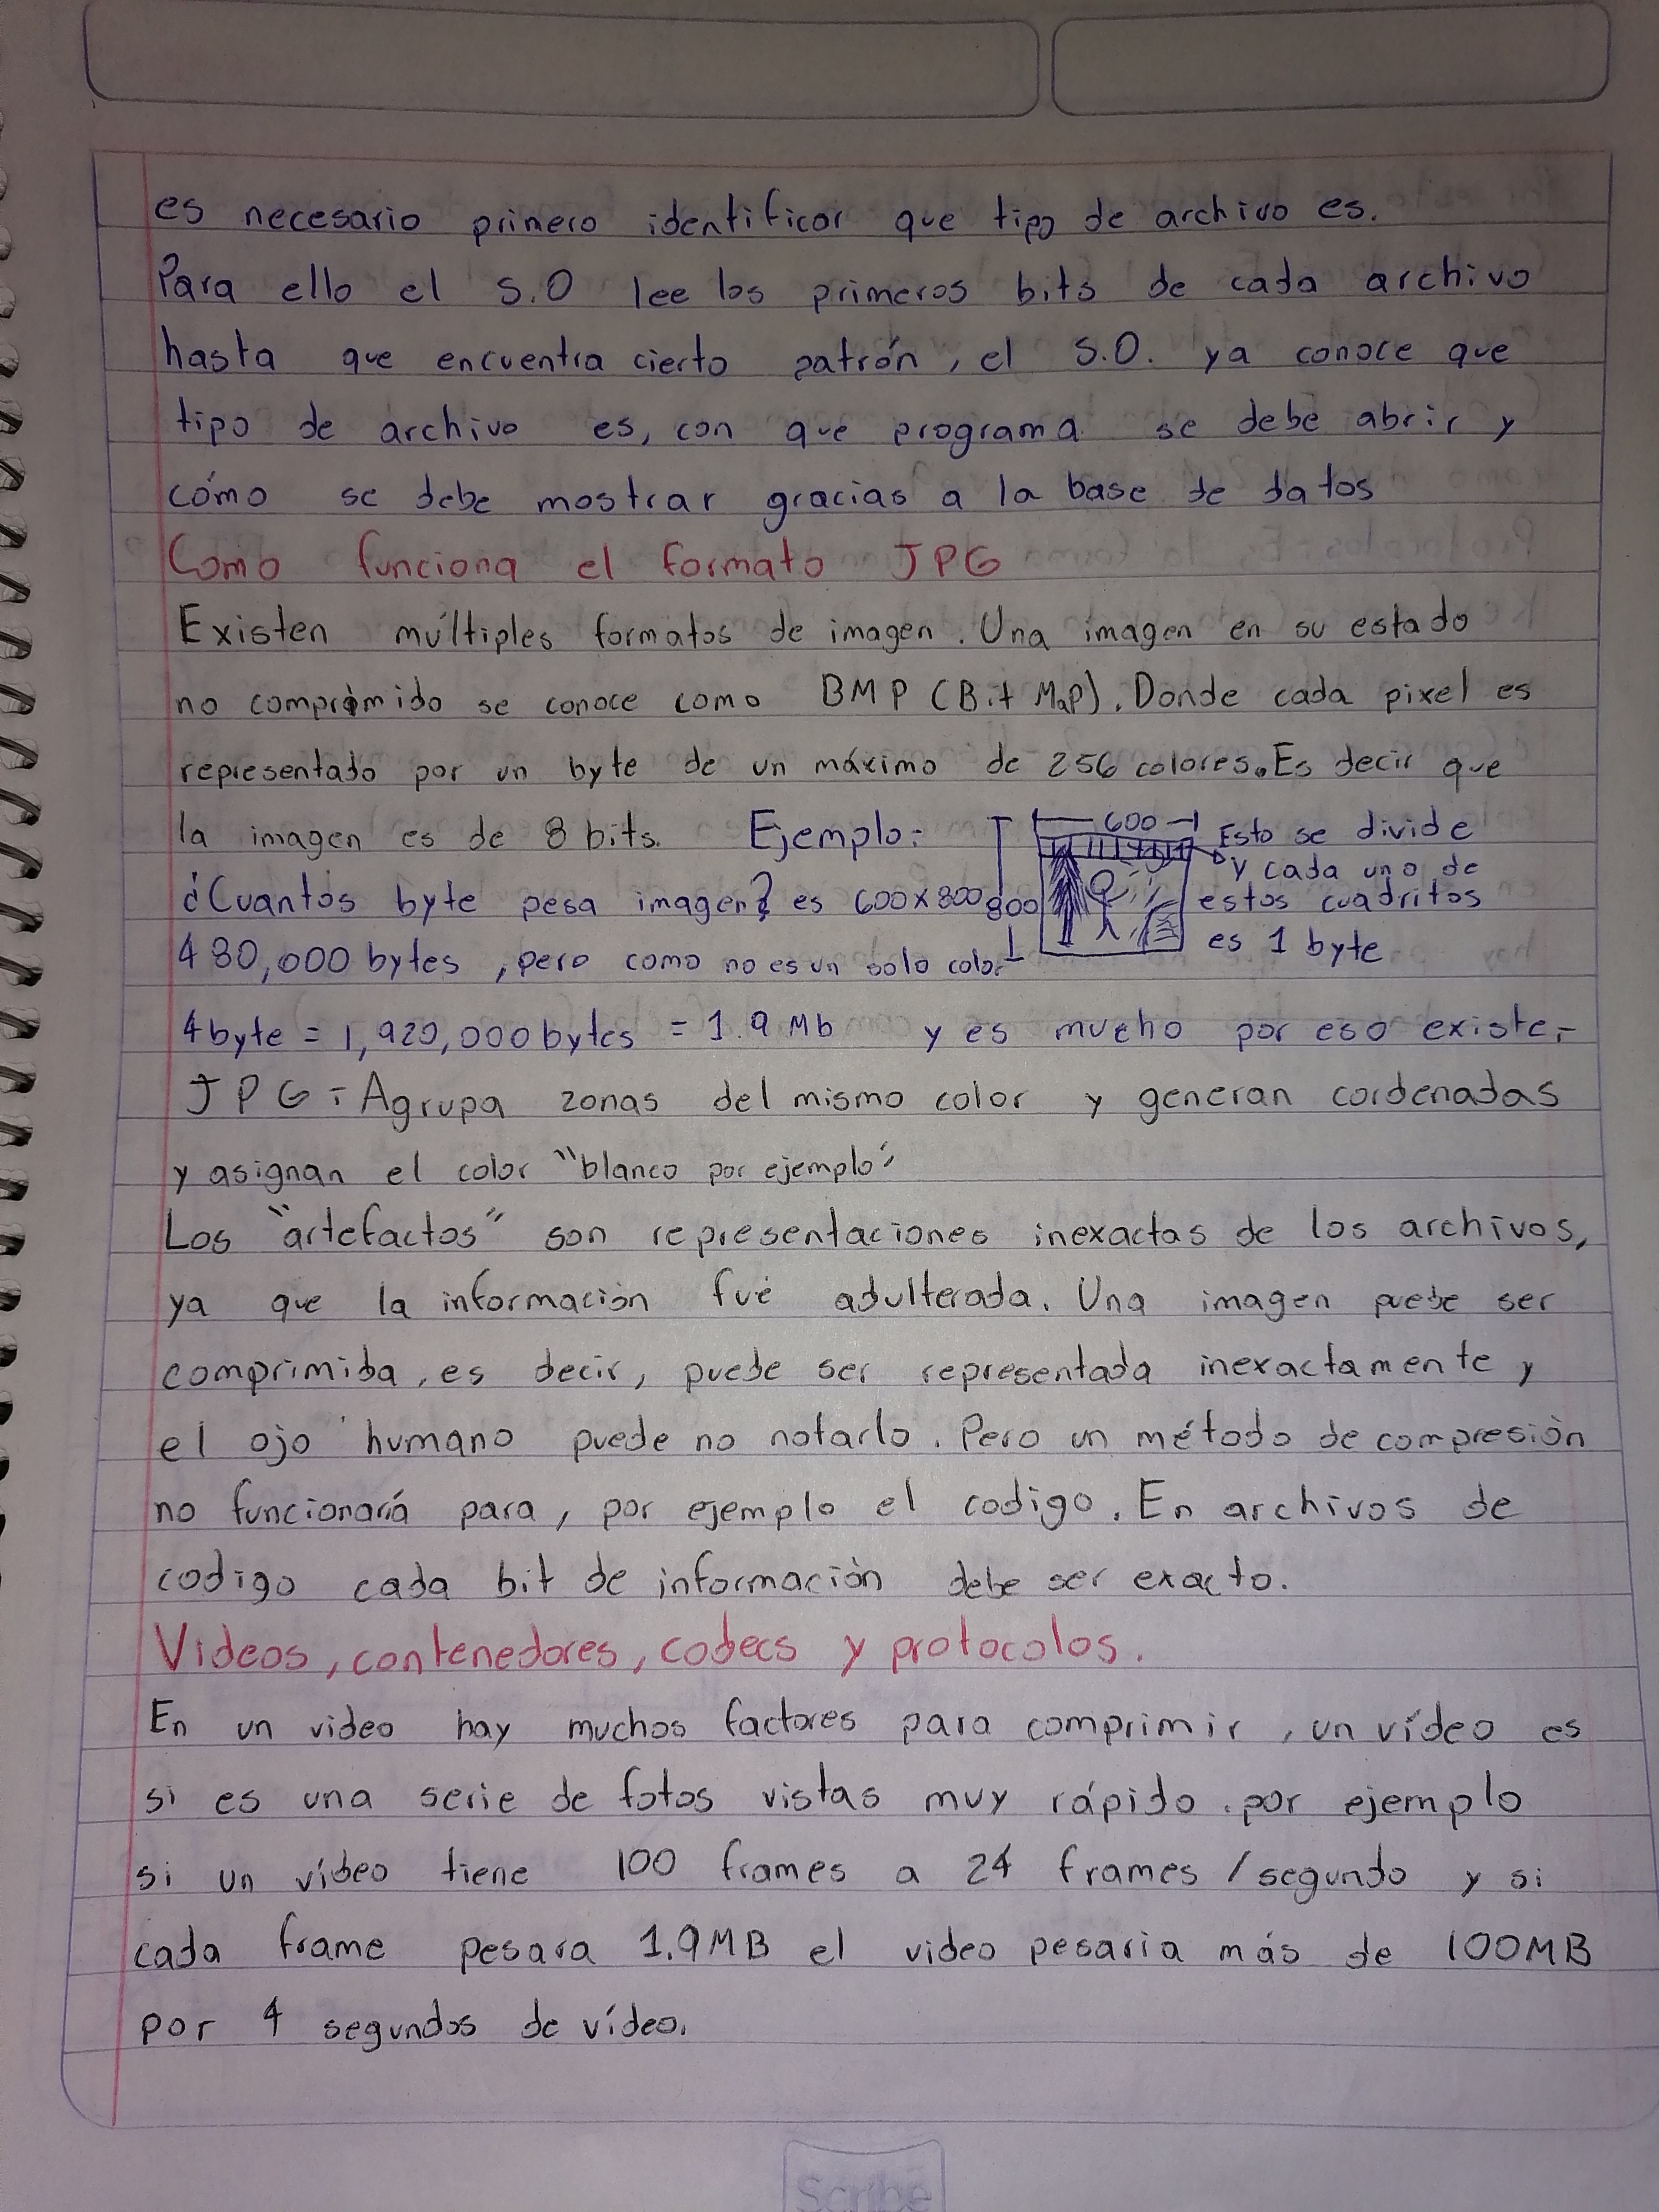 es necesario primero identificar que tipo de archivo es.
Para ello el S.O lee los primeros bits de cada archivo
hasta que encuentra cierto patrón, el S.O. ya conoce que
tipo de archivo es, con que programa se debe abrir y
cómo se debe mostrar gracias a la base de datos
Como funciona el formato JPG
Existen múltiples formatos de imagen. Una imagen en su estado
no comprimido se conoce como BMP (Bit Map). Donde cada pixel es
representado por un byte de un máximo de 256 colores. Es decir que
la imagen es de 8 bits. Ejemplo:
600
Esto se divide
y cada uno de
estos cuadritos
es 1 byte
800
¿Cuantos byte pesa imagen? es 600x800
480,000 bytes, pero como no es un solo color
4 byte = 1,920,000 bytes = 1.9 Mb y es mucho por eso existe:
JPG: Agrupa zonas del mismo color y generan cordenadas
y asignan el color "blanco por ejemplo"
Los "artefactos" son representaciones inexactas de los archivos,
ya que la información fué adulterada. Una imagen puede ser
comprimida, es decir, puede ser representada inexactamente y
el ojo humano puede no notarlo. Pero un método de compresión
no funcionaría para, por ejemplo el codigo. En archivos de
codigo cada bit de información debe ser exacto.
Videos, contenedores, codecs y protocolos.
En un video hay muchos factores para comprimir, un vídeo es
si es una serie de fotos vistas muy rápido. por ejemplo
si un vídeo tiene 100 frames a 24 frames/segundo y si
cada frame pesara 1.9MB el video pesaria más de 100MB
por 4 segundos de vídeo.
Scribe